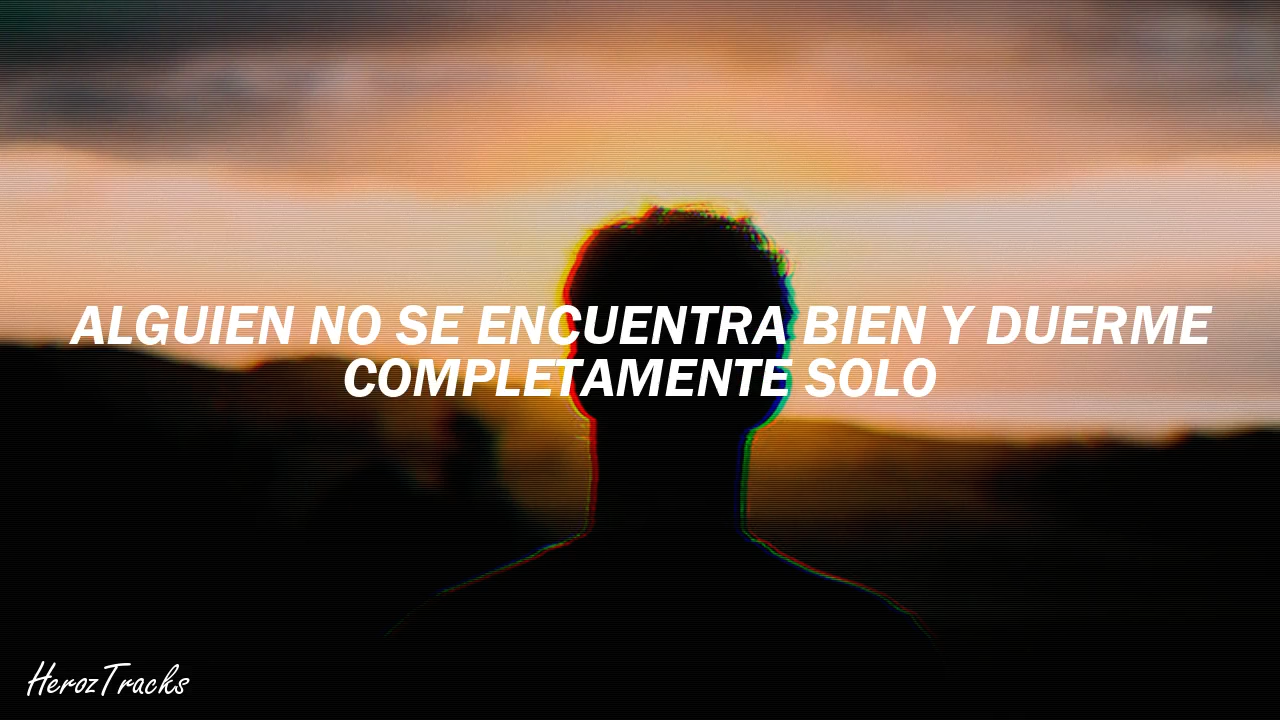 ALGUIEN NO SE ENCUENTRA BIEN Y DUERME
COMPLETAMENTE SOLO
HerozTracks